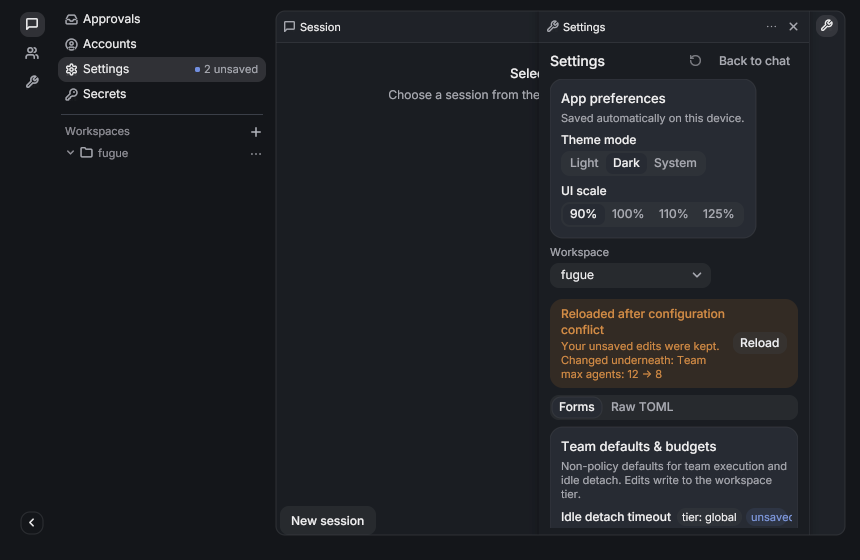 Approvals
Accounts
Settings 2 unsaved
Secrets
Workspaces
fugue
Session
Choose a session from the
New session
Settings
Settings
Back to chat
App preferences
Saved automatically on this device.
Theme mode
Light Dark System
UI scale
90% 100% 110% 125%
Workspace
fugue
Reloaded after configuration
conflict
Your unsaved edits were kept.
Changed underneath: Team
max agents: 12 → 8
Reload
Forms Raw TOML
Team defaults & budgets
Non-policy defaults for team execution and
idle detach. Edits write to the workspace
tier.
Idle detach timeout tier: global unsaved